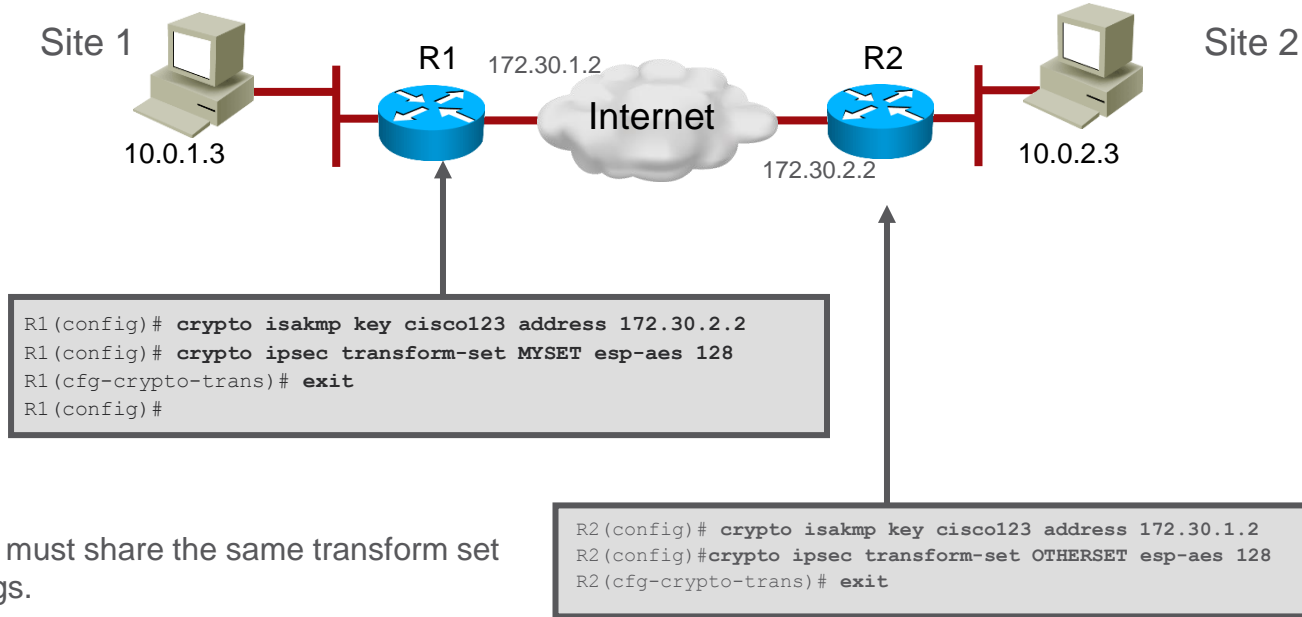 Site 1
R1
172.30.1.2
R2
Site 2
Internet
10.0.1.3
172.30.2.2
10.0.2.3
R1(config)# crypto isakmp key cisco123 address 172.30.2.2
R1(config)# crypto ipsec transform-set MYSET esp-aes 128
R1(cfg-crypto-trans)# exit
R1(config)#
must share the same transform set
gs.
R2(config)# crypto isakmp key cisco123 address 172.30.1.2
R2(config)#crypto ipsec transform-set OTHERSET esp-aes 128
R2(cfg-crypto-trans)# exit